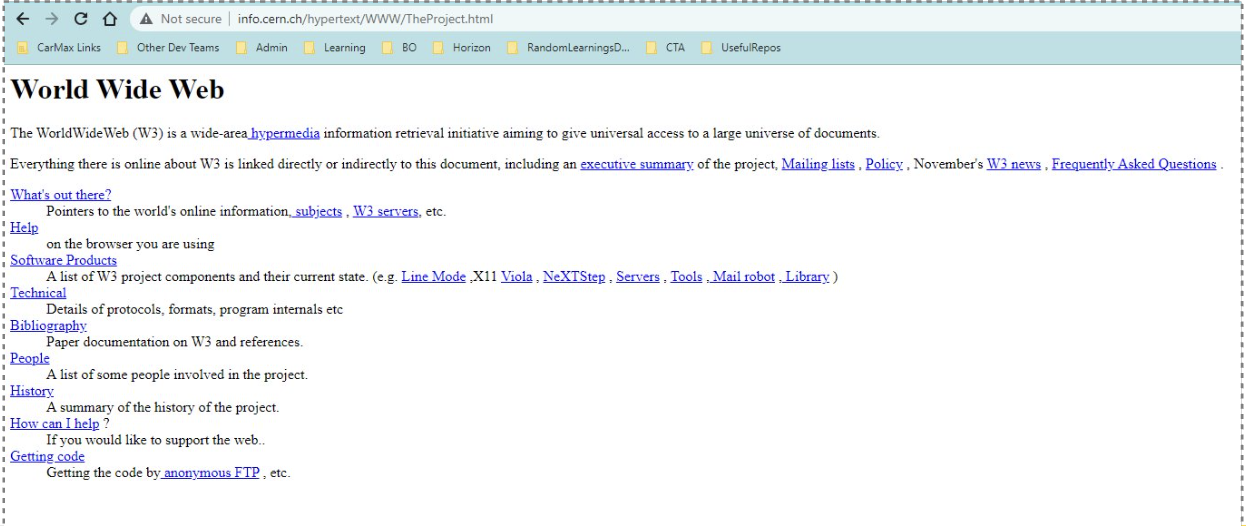 Not secure | info.cern.ch/hypertext/WWW/TheProject.html
CarMax Links Other Dev Teams Admin Learning BO Horizon RandomLearningsD... CTA UsefulRepos
World Wide Web
The WorldWideWeb (W3) is a wide-area hypermedia information retrieval initiative aiming to give universal access to a large universe of documents.
Everything there is online about W3 is linked directly or indirectly to this document, including an executive summary of the project, Mailing lists , Policy , November's W3 news , Frequently Asked Questions .
What's out there?
Pointers to the world's online information, subjects , W3 servers, etc.
Help
on the browser you are using
Software Products
A list of W3 project components and their current state. (e.g. Line Mode ,X11 Viola , NeXTStep , Servers , Tools , Mail robot , Library )
Technical
Details of protocols, formats, program internals etc
Bibliography
Paper documentation on W3 and references.
People
A list of some people involved in the project.
History
A summary of the history of the project.
How can I help ?
If you would like to support the web..
Getting code
Getting the code by anonymous FTP , etc.